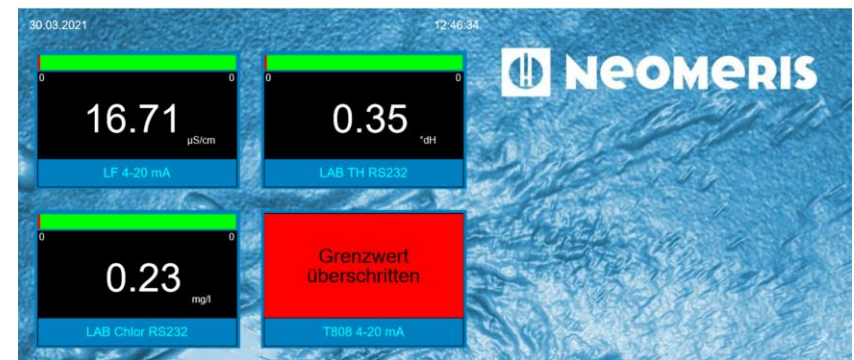 30.03.2021 12:46:34
NEOMERIS
0 0
16.71 µS/cm
LF 4-20 mA
0 0
0.35 °dH
LAB TH RS232
0 0
0.23 mg/l
LAB Chlor RS232
Grenzwert
überschritten
T808 4-20 mA